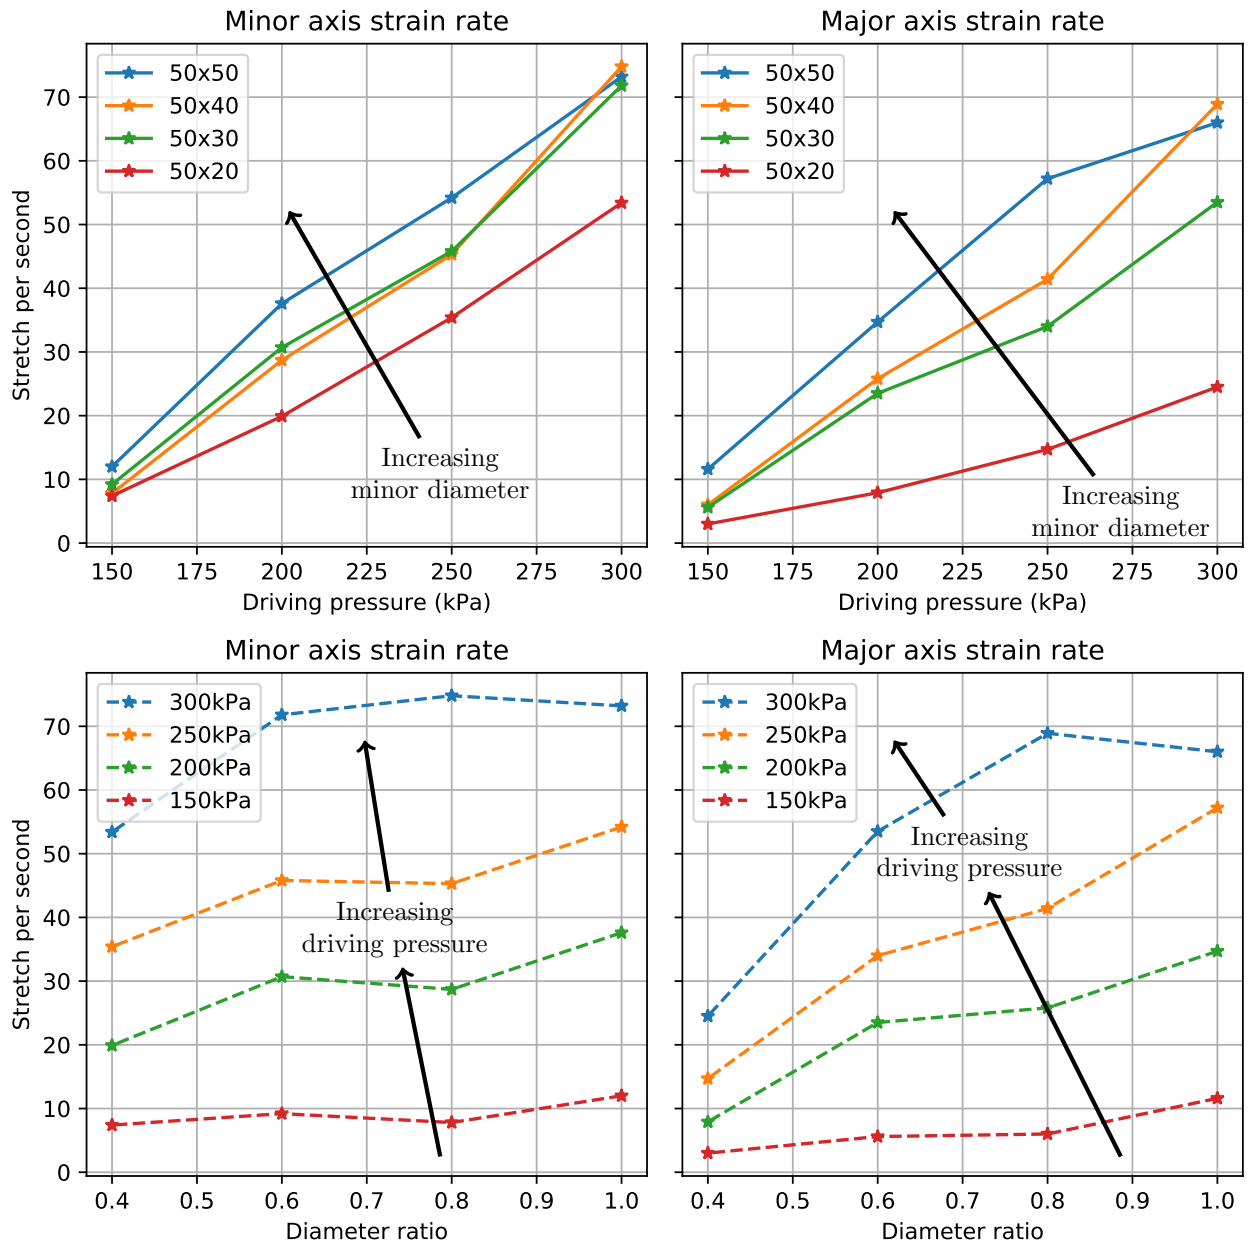 Minor axis strain rate
50x50
50x40
50x30
50x20
70
60
50
40
30
20
10
0
Stretch per second
Increasing
minor diameter
150 175 200 225 250 275 300
Driving pressure (kPa)
Major axis strain rate
50x50
50x40
50x30
50x20
Increasing
minor diameter
150 175 200 225 250 275 300
Driving pressure (kPa)
Minor axis strain rate
300kPa
250kPa
200kPa
150kPa
70
60
50
40
30
20
10
0
Stretch per second
Increasing
driving pressure
0.4 0.5 0.6 0.7 0.8 0.9 1.0
Diameter ratio
Major axis strain rate
300kPa
250kPa
200kPa
150kPa
Increasing
driving pressure
0.4 0.5 0.6 0.7 0.8 0.9 1.0
Diameter ratio